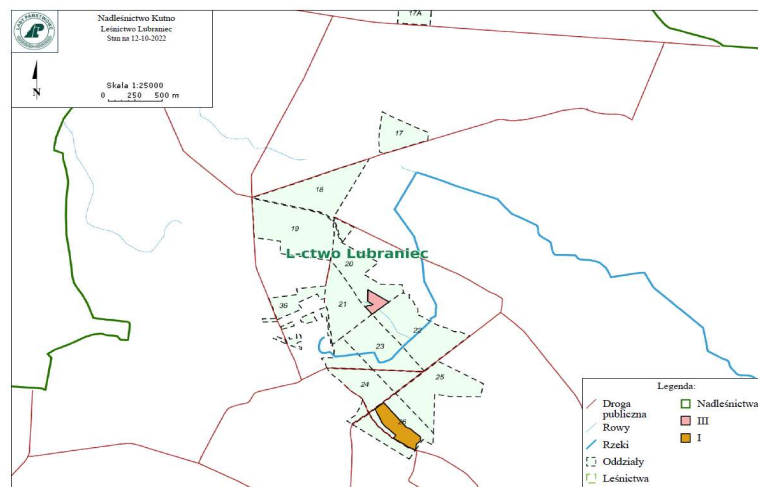 LASY PAŃSTWOWE
Nadleśnictwo Kutno
Leśnictwo Lubraniec
Stan na 12-10-2022
N
Skala 1:25000
0 250 500 m
17A
17
18
19
L-ctwo Lubraniec
20
21
36
22
23
24
25
26
Legenda:
Droga publiczna
Rowy
Rzeki
Oddziały
Leśnictwa
Nadleśnictwa
III
I